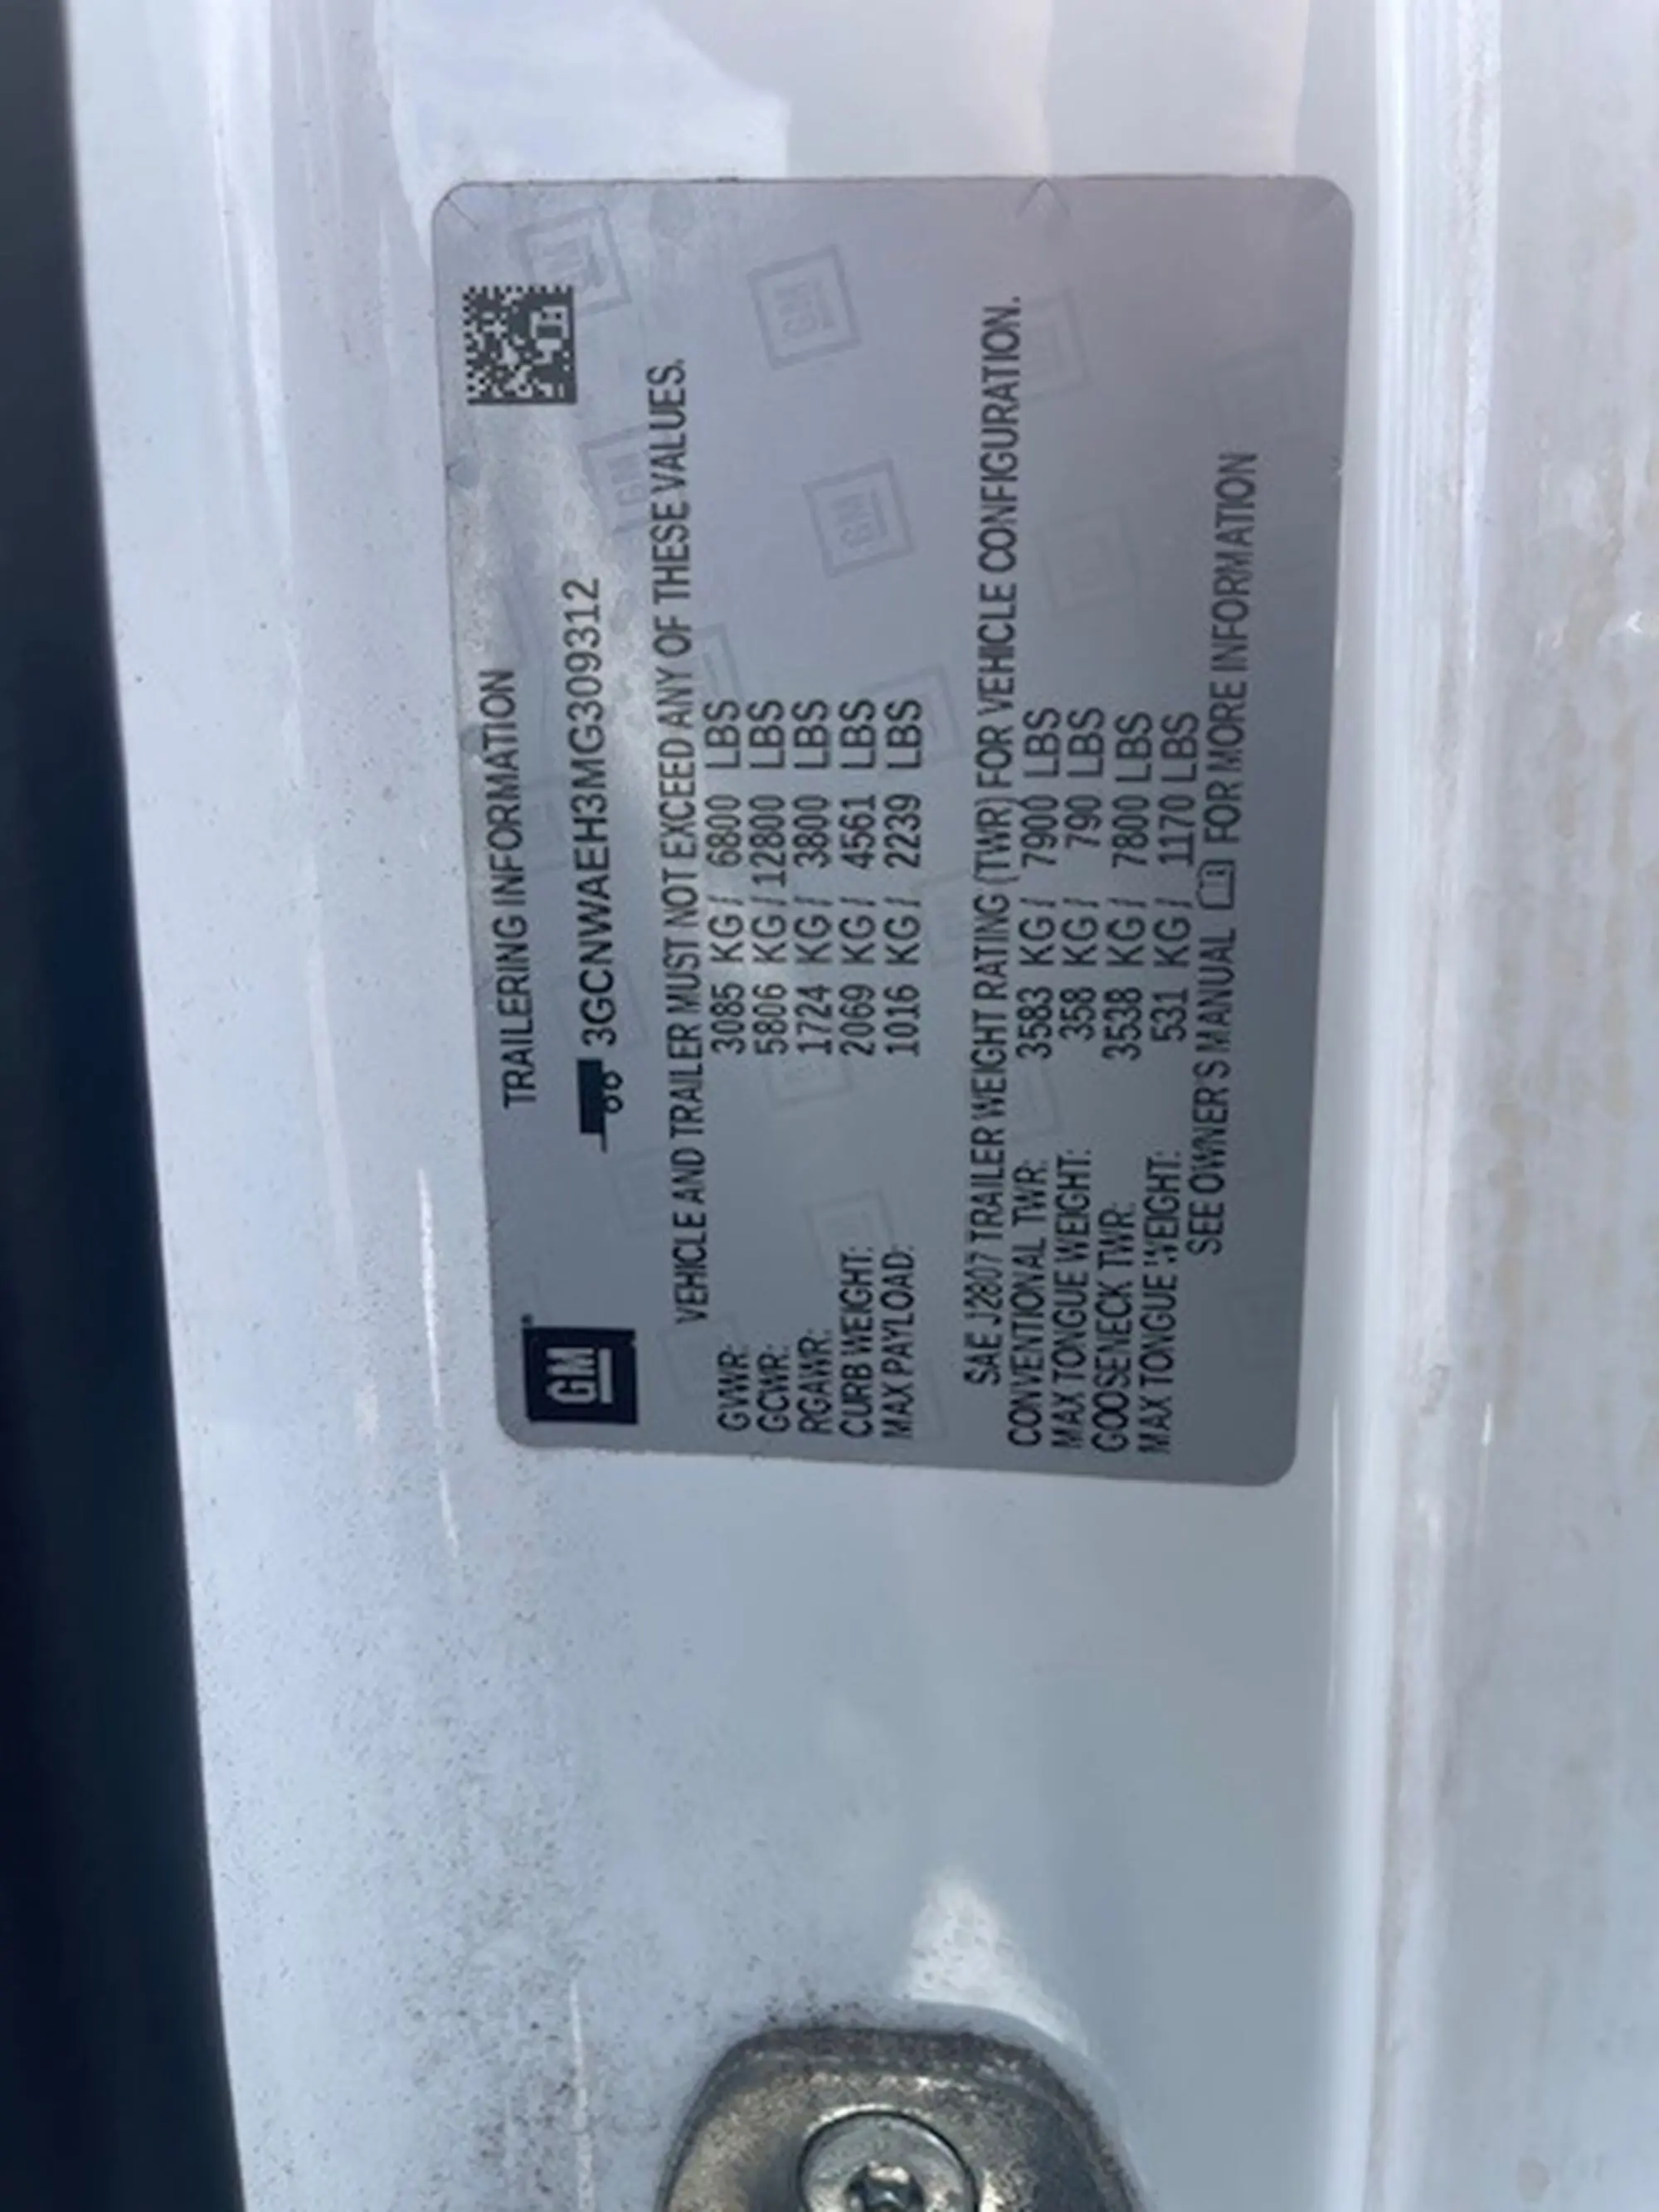 GM
TRAILERING INFORMATION
3GCNWAEH3MG309312
VEHICLE AND TRAILER MUST NOT EXCEED ANY OF THESE VALUES.
GVWR: 3085 KG / 6800 LBS
GCWR: 5806 KG / 12800 LBS
RGAWR: 1724 KG / 3800 LBS
CURB WEIGHT: 2069 KG / 4561 LBS
MAX PAYLOAD: 1016 KG / 2239 LBS
SAE J2807 TRAILER WEIGHT RATING (TWR) FOR VEHICLE CONFIGURATION.
CONVENTIONAL TWR: 3583 KG / 7900 LBS
MAX TONGUE WEIGHT: 358 KG / 790 LBS
GOOSENECK TWR: 3538 KG / 7800 LBS
MAX TONGUE WEIGHT: 531 KG / 1170 LBS
SEE OWNER'S MANUAL FOR MORE INFORMATION